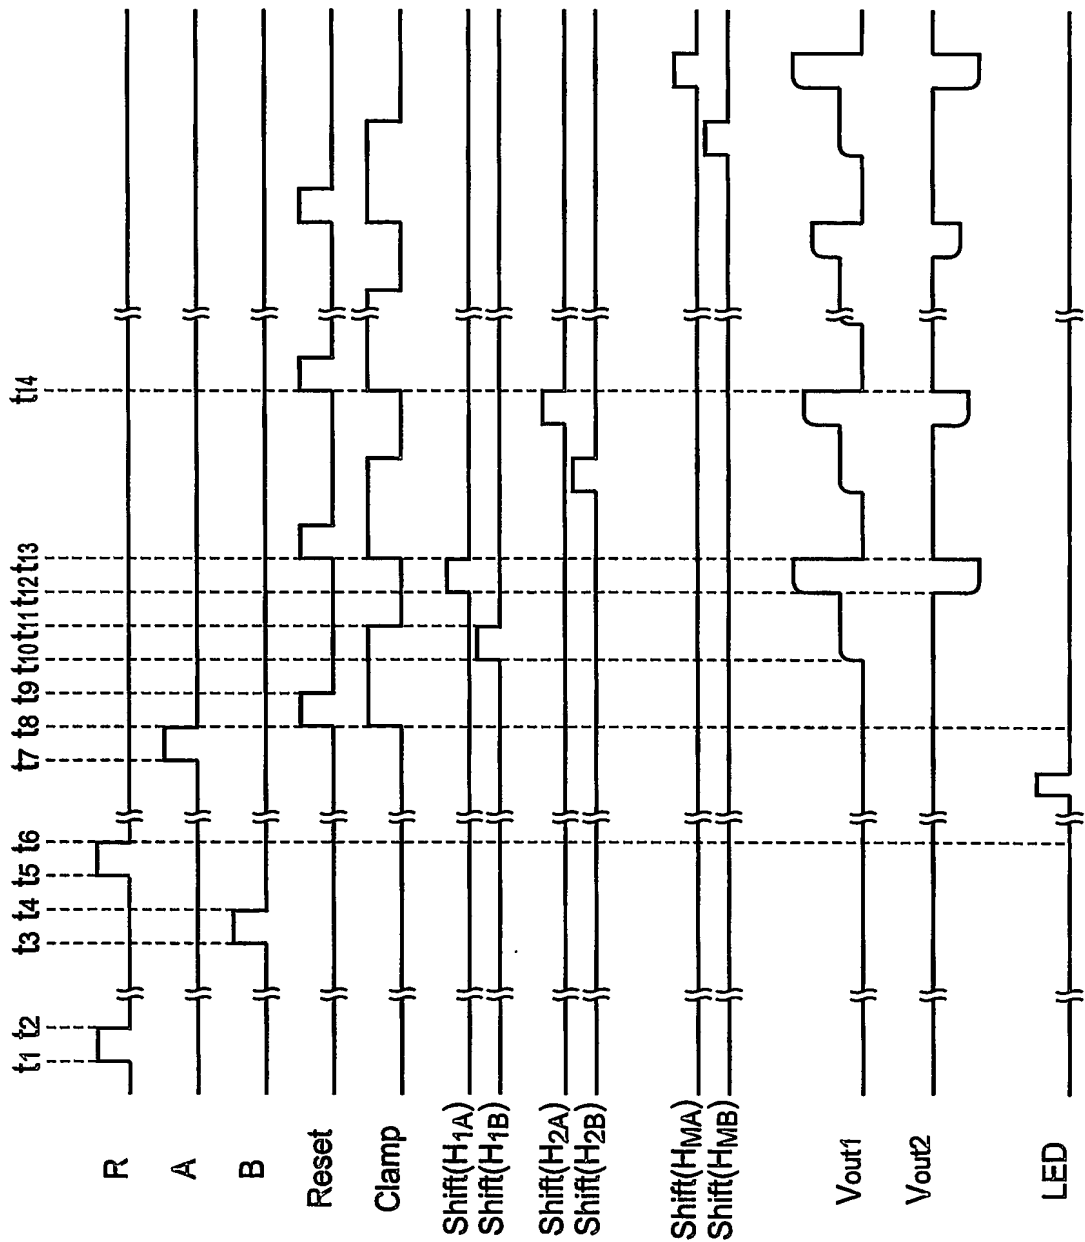 t1 t2 t3 t4 t5 t6 t7 t8 t9 t10 t11 t12 t13 t14
R
A
B
Reset
Clamp
Shift(H1A)
Shift(H1B)
Shift(H2A)
Shift(H2B)
Shift(HMA)
Shift(HMB)
Vout1
Vout2
LED